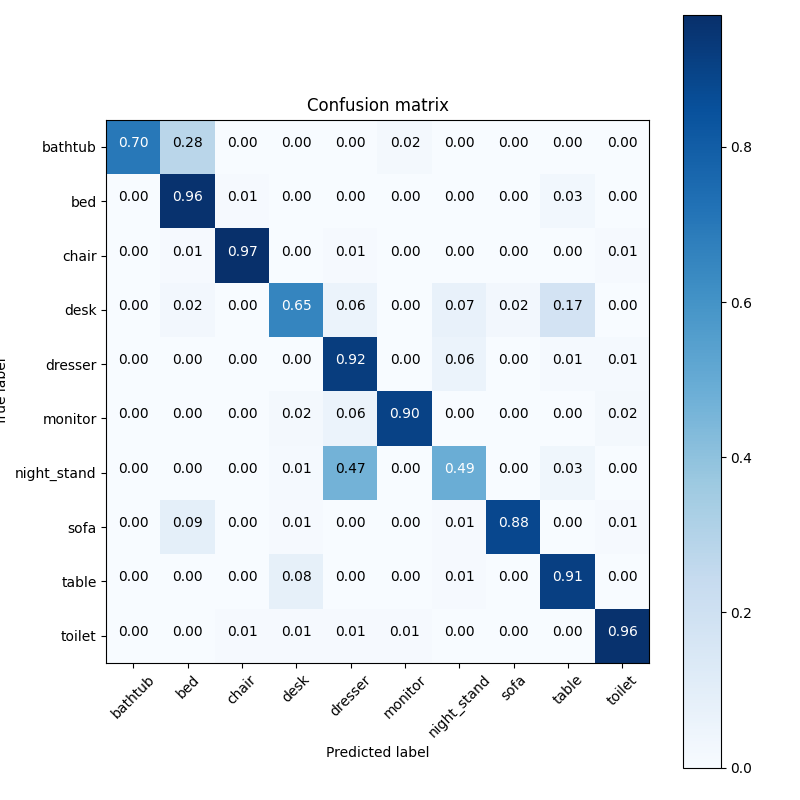 Confusion matrix
bathtub 0.70 0.28 0.00 0.00 0.00 0.02 0.00 0.00 0.00 0.00
bed 0.00 0.96 0.01 0.00 0.00 0.00 0.00 0.00 0.03 0.00
chair 0.00 0.01 0.97 0.00 0.01 0.00 0.00 0.00 0.00 0.01
desk 0.00 0.02 0.00 0.65 0.06 0.00 0.07 0.02 0.17 0.00
dresser 0.00 0.00 0.00 0.00 0.92 0.00 0.06 0.00 0.01 0.01
monitor 0.00 0.00 0.00 0.02 0.06 0.90 0.00 0.00 0.00 0.02
night_stand 0.00 0.00 0.00 0.01 0.47 0.00 0.49 0.00 0.03 0.00
sofa 0.00 0.09 0.00 0.01 0.00 0.00 0.01 0.88 0.00 0.01
table 0.00 0.00 0.00 0.08 0.00 0.00 0.01 0.00 0.91 0.00
toilet 0.00 0.00 0.01 0.01 0.01 0.01 0.00 0.00 0.00 0.96
bathtub bed chair desk dresser monitor night_stand sofa table toilet
Predicted label
True label
0.8
0.6
0.4
0.2
0.0